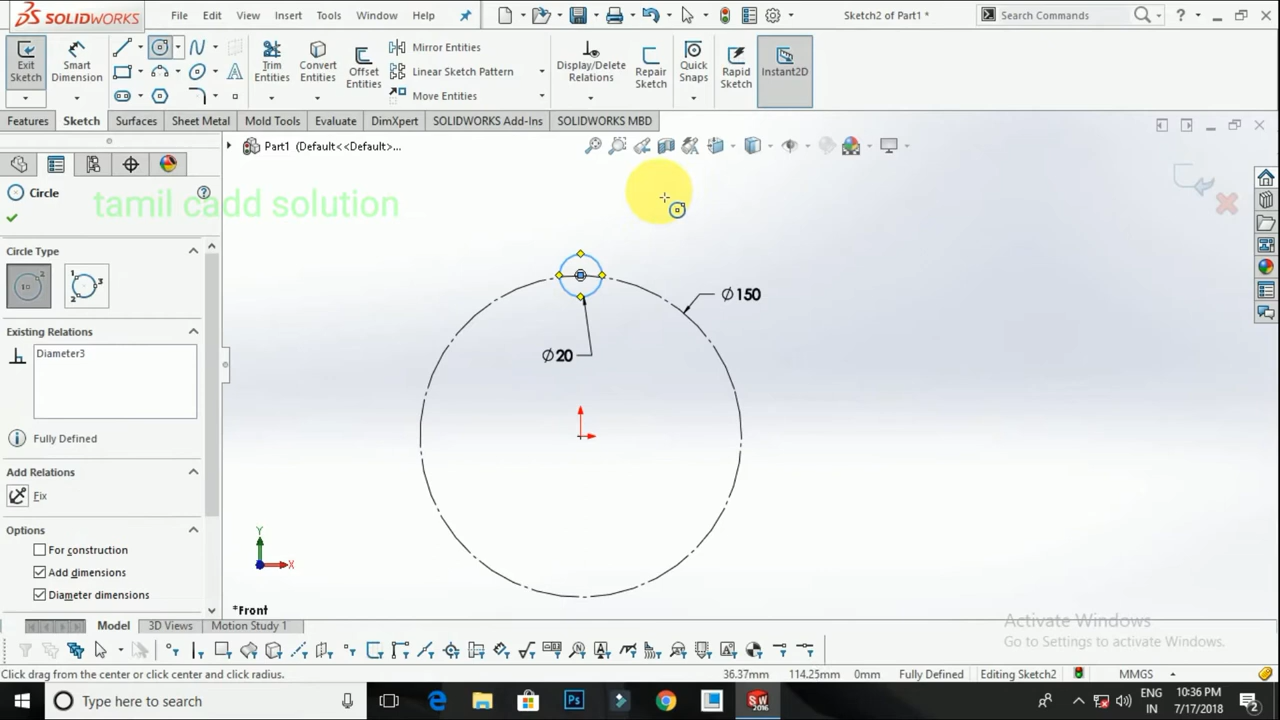 SOLIDWORKS
File Edit View Insert Tools Window Help
Sketch2 of Part1 *
Search Commands
Exit Sketch
Smart Dimension
Trim Entities
Convert Entities
Offset Entities
Mirror Entities
Linear Sketch Pattern
Move Entities
Display/Delete Relations
Repair Sketch
Quick Snaps
Rapid Sketch
Instant2D
Features Sketch Surfaces Sheet Metal Mold Tools Evaluate DimXpert SOLIDWORKS Add-Ins SOLIDWORKS MBD
Part1 (Default<<Default>...
Circle
tamil cadd solution
Circle Type
Existing Relations
Diameter3
Fully Defined
Add Relations
Fix
Options
For construction
Add dimensions
Diameter dimensions
Ø150
Ø20
Y
X
*Front
Model 3D Views Motion Study 1
Activate Windows
Go to Settings to activate Windows.
Click drag from the center or click center and click radius.
36.37mm 114.25mm 0mm Fully Defined Editing Sketch2 MMGS
Type here to search
ENG
IN
10:36 PM
7/17/2018